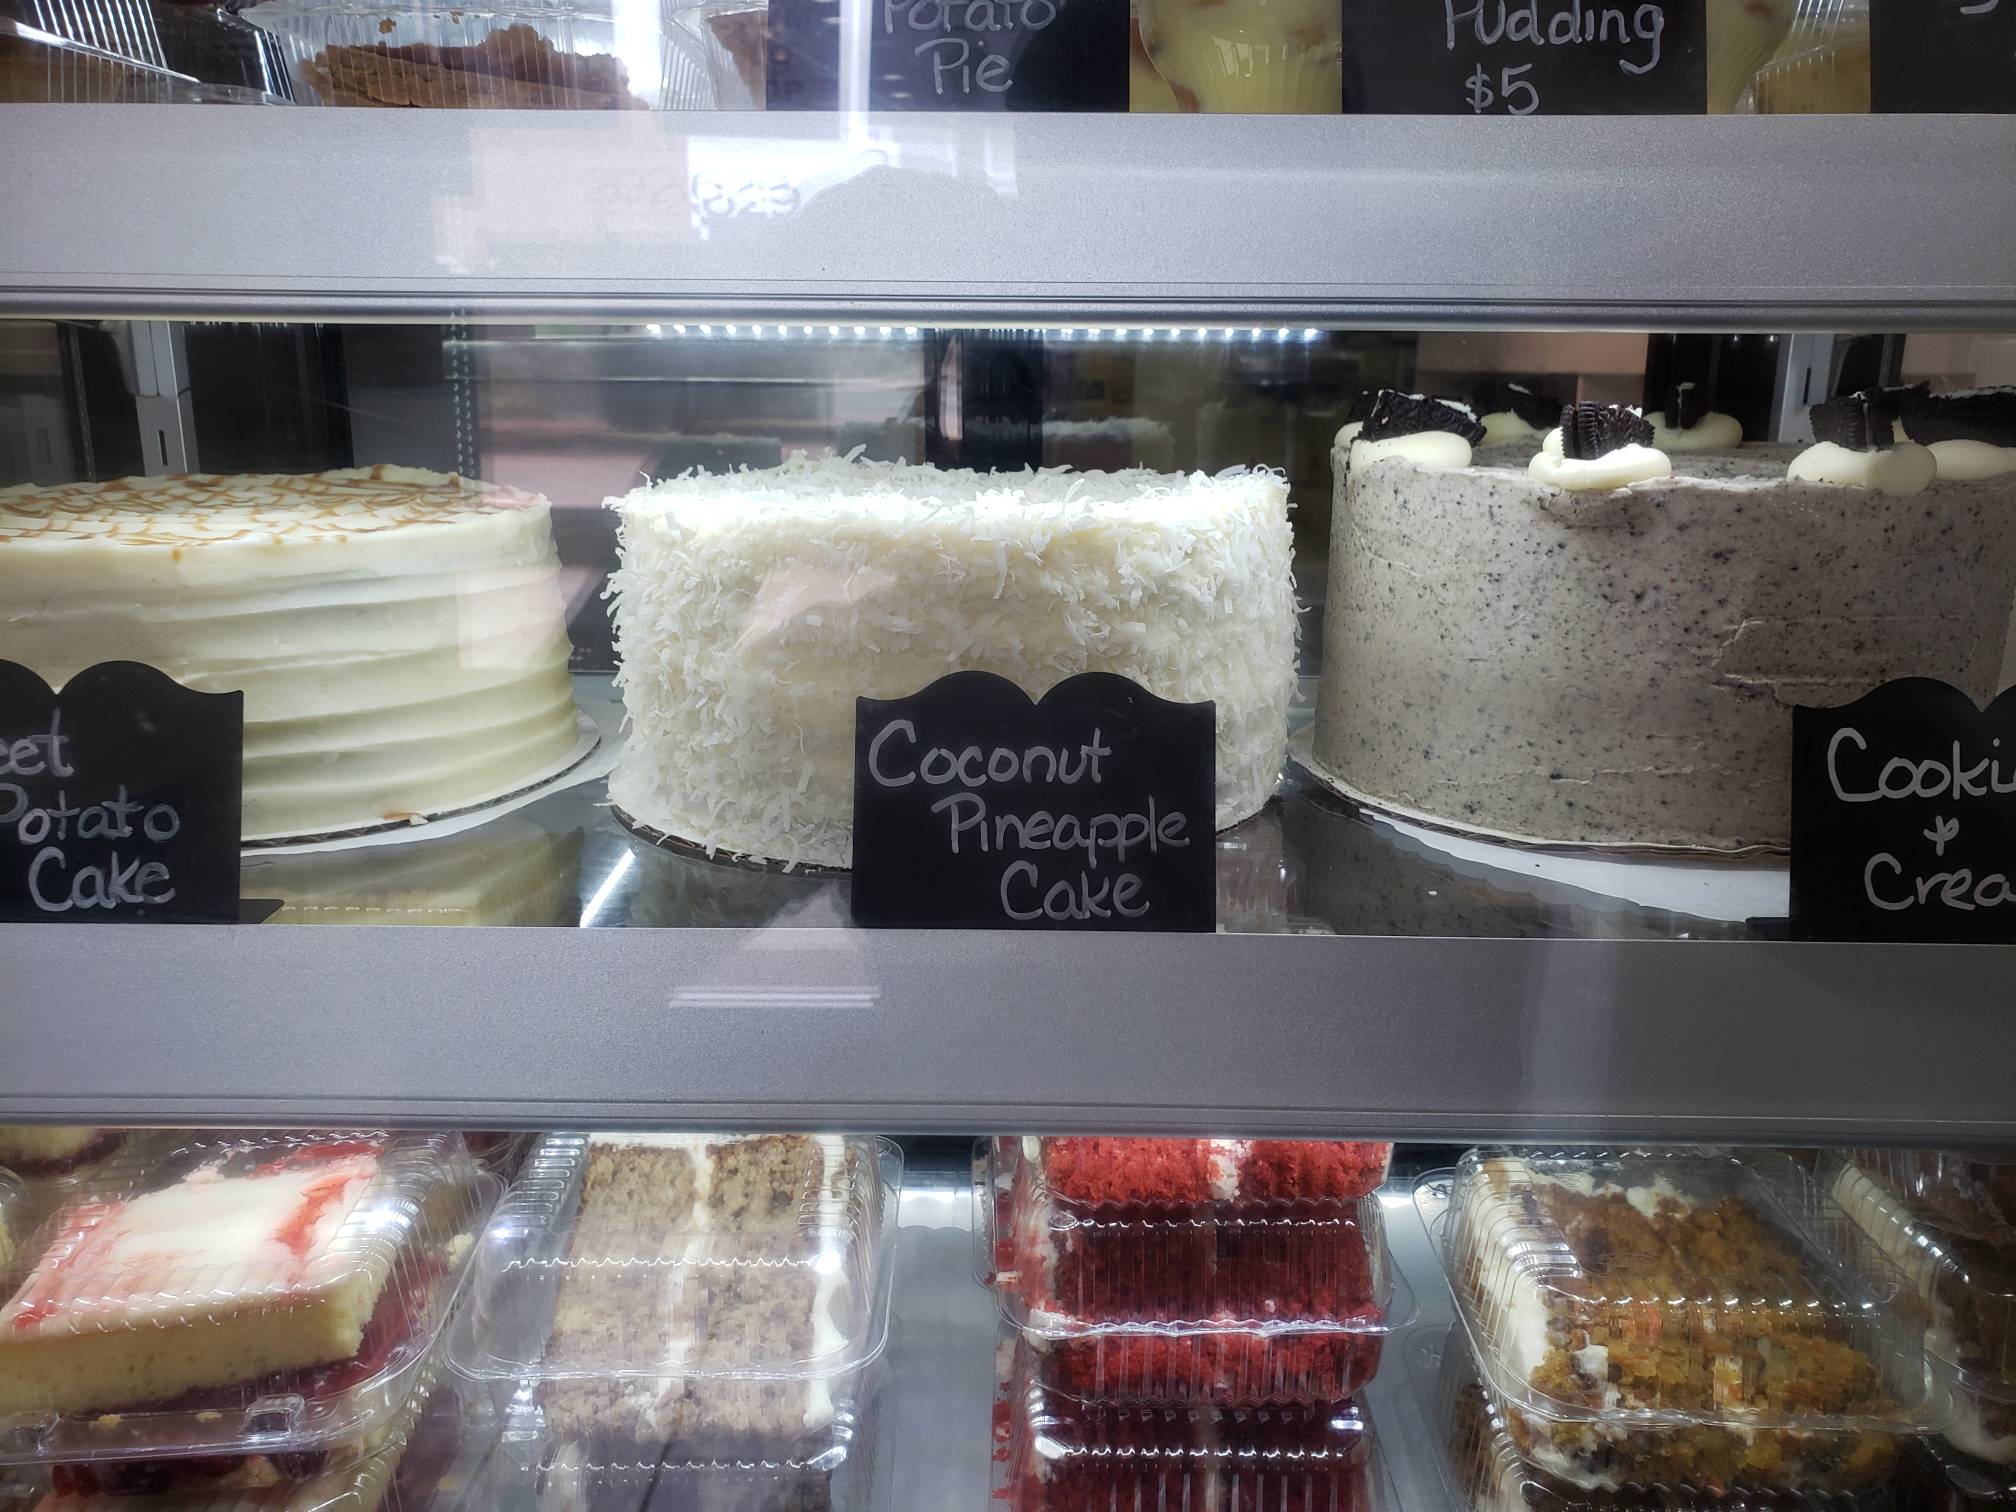 Potato
Pie
Pudding
$5
eet
Potato
Cake
Coconut
Pineapple
Cake
Cooki
&
Crea